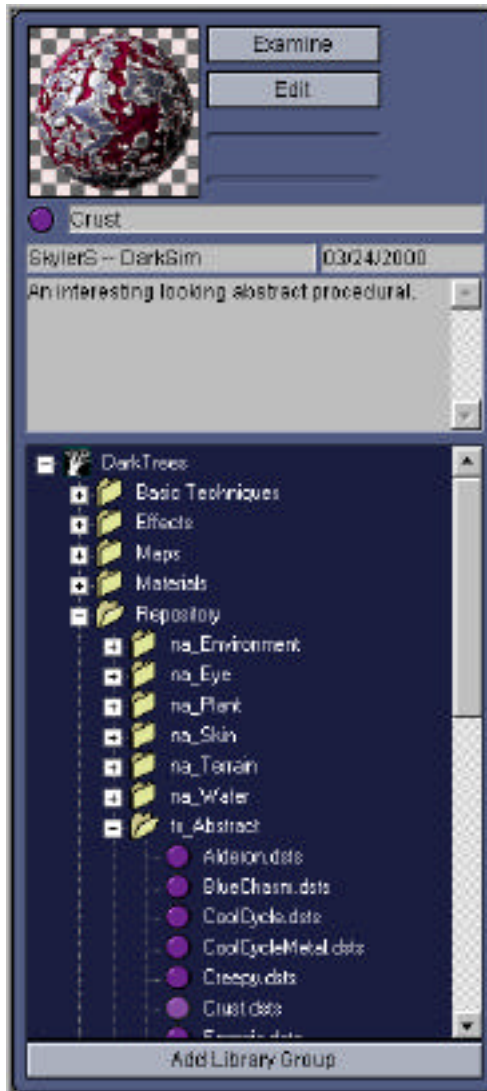 Examine
Edit
Crust
SkylerS -- DarkSim 03/24/2000
An interesting looking abstract procedural.
DarkTrees
Basic Techniques
Effects
Maps
Materials
Repository
na_Environment
na_Eye
na_Plant
na_Skin
na_Terrain
na_Water
Alderon.dsts
BlueChasm.dsts
CoolCycle.dsts
CoolCycleMetal.dsts
Creepy.dsts
Crust.dsts
Add Library Group